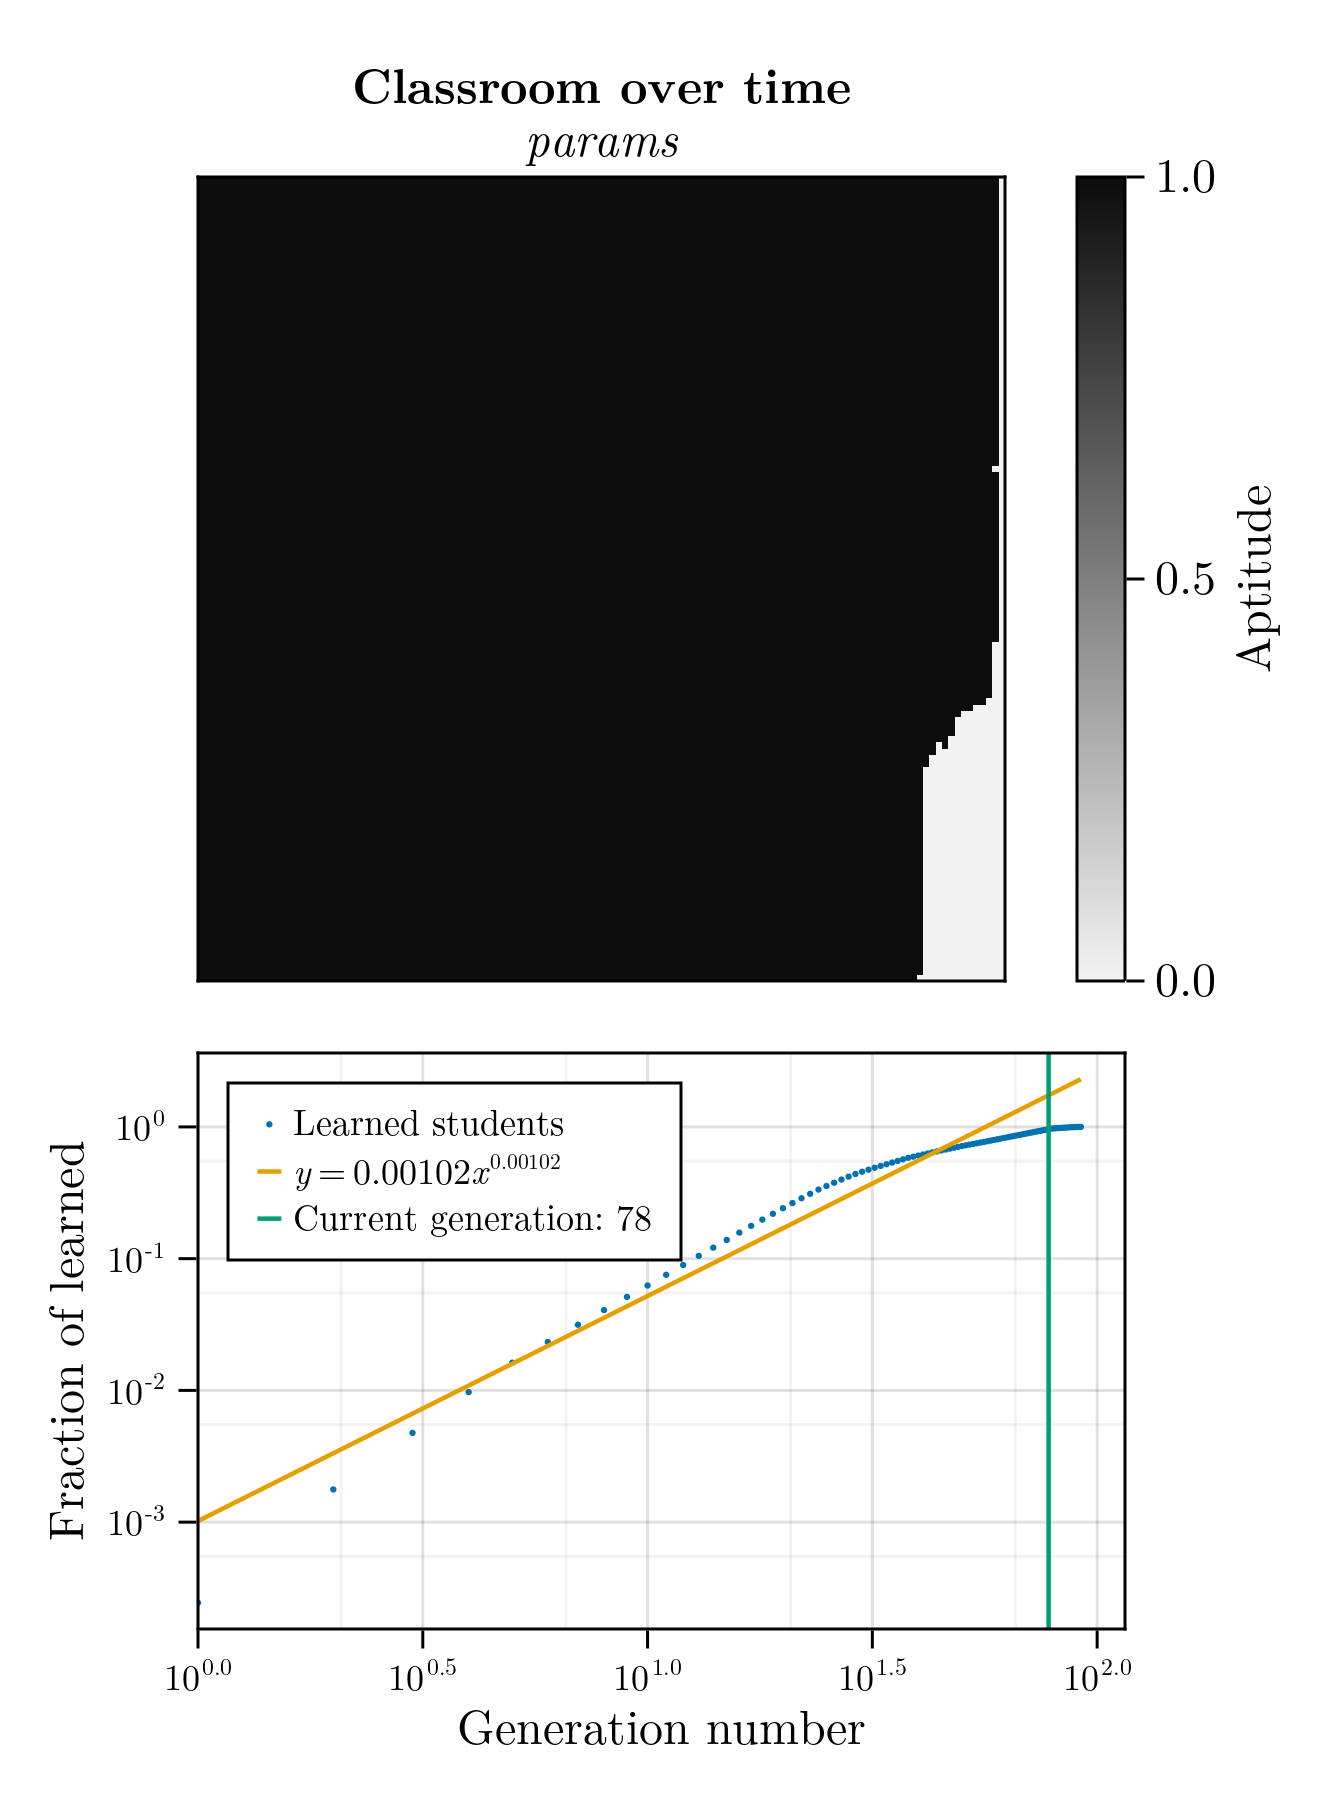 Classroom over time
params
1.0
0.5
0.0
Aptitude
Learned students
y = 0.00102x^0.00102
Current generation: 78
10^0
10^-1
10^-2
10^-3
Fraction of learned
10^0.0 10^0.5 10^1.0 10^1.5 10^2.0
Generation number